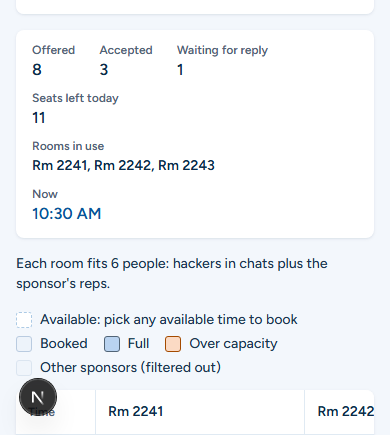 Offered Accepted Waiting for reply
8 3 1
Seats left today
11
Rooms in use
Rm 2241, Rm 2242, Rm 2243
Now
10:30 AM
Each room fits 6 people: hackers in chats plus the
sponsor's reps.
Available: pick any available time to book
Booked Full Over capacity
Other sponsors (filtered out)
N
Time Rm 2241 Rm 2242